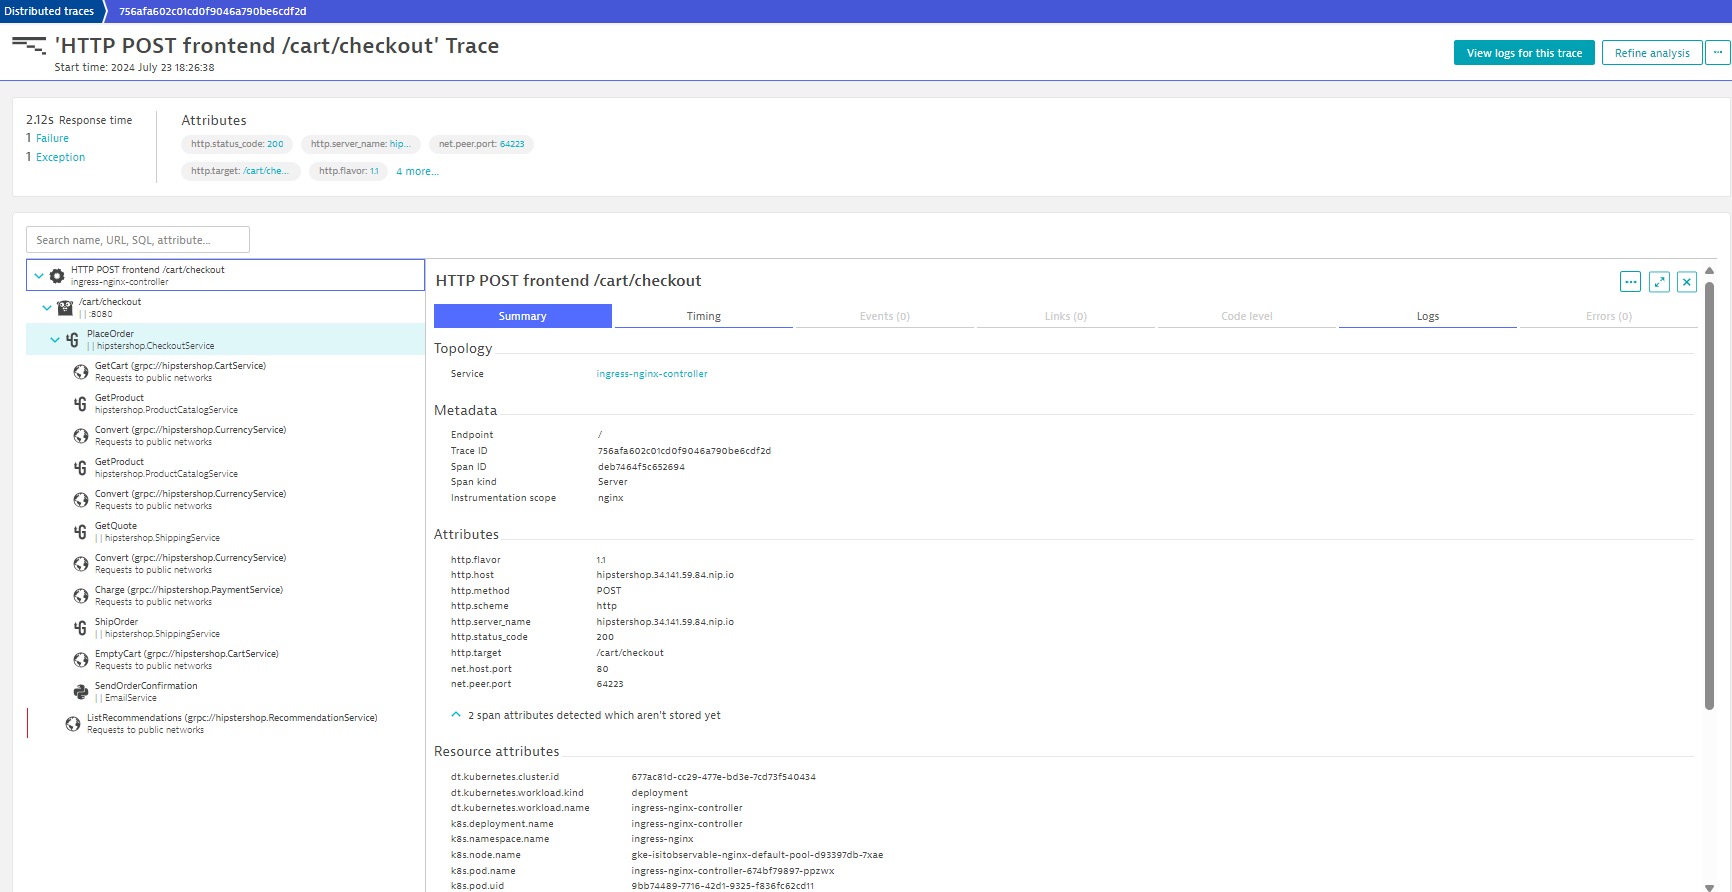 Distributed traces
756afa602c01cd0f9046a790be6cdf2d
'HTTP POST frontend /cart/checkout' Trace
Start time: 2024 July 23 18:26:38
View logs for this trace
Refine analysis
...
2.12s Response time
1 Failure
1 Exception
Attributes
http.status_code: 200
http.server_name: hip...
net.peer.port: 64223
http.target: /cart/che...
http.flavor: 1.1
4 more...
Search name, URL, SQL, attribute...
HTTP POST frontend /cart/checkout
ingress-nginx-controller
/cart/checkout
| | :8080
PlaceOrder
| | hipstershop.CheckoutService
GetCart (grpc://hipstershop.CartService)
Requests to public networks
GetProduct
hipstershop.ProductCatalogService
Convert (grpc://hipstershop.CurrencyService)
Requests to public networks
GetProduct
hipstershop.ProductCatalogService
Convert (grpc://hipstershop.CurrencyService)
Requests to public networks
GetQuote
| | hipstershop.ShippingService
Convert (grpc://hipstershop.CurrencyService)
Requests to public networks
Charge (grpc://hipstershop.PaymentService)
Requests to public networks
ShipOrder
| | hipstershop.ShippingService
EmptyCart (grpc://hipstershop.CartService)
Requests to public networks
SendOrderConfirmation
| | EmailService
ListRecommendations (grpc://hipstershop.RecommendationService)
Requests to public networks
HTTP POST frontend /cart/checkout
...
Summary
Timing
Events (0)
Links (0)
Code level
Logs
Errors (0)
Topology
Service ingress-nginx-controller
Metadata
Endpoint /
Trace ID 756afa602c01cd0f9046a790be6cdf2d
Span ID deb7464f5c652694
Span kind Server
Instrumentation scope nginx
Attributes
http.flavor 1.1
http.host hipstershop.34.141.59.84.nip.io
http.method POST
http.scheme http
http.server_name hipstershop.34.141.59.84.nip.io
http.status_code 200
http.target /cart/checkout
net.host.port 80
net.peer.port 64223
2 span attributes detected which aren't stored yet
Resource attributes
dt.kubernetes.cluster.id 677ac81d-cc29-477e-bd3e-7cd73f540434
dt.kubernetes.workload.kind deployment
dt.kubernetes.workload.name ingress-nginx-controller
k8s.deployment.name ingress-nginx-controller
k8s.namespace.name ingress-nginx
k8s.node.name gke-isitobservable-nginx-default-pool-d93397db-7xae
k8s.pod.name ingress-nginx-controller-674bf79897-ppzwx
k8s.pod.uid 9bb74489-7716-42d1-9325-f836fc62cd11